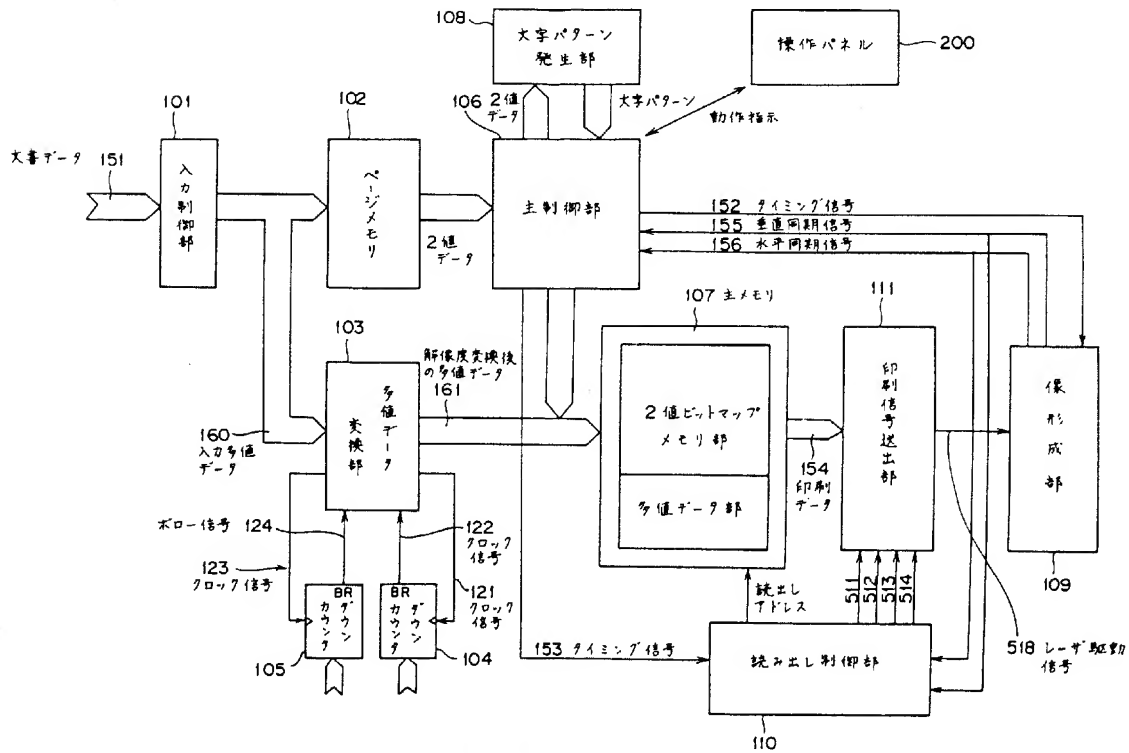 108
文字パターン
発生部
操作パネル
200
101
102
106
2値
データ
文字パターン
動作指示
文書データ
151
入力制御部
ページメモリ
2値
データ
主制御部
152 タイミング信号
155 垂直同期信号
156 水平同期信号
107 主メモリ
111
103
解像度変換後
の多値データ
161
多値データ
変換部
160
入力多値
データ
2値ビットマップ
メモリ部
多値データ部
154
印刷
データ
印刷信号送出部
像形成部
109
ボロー信号 124
122
クロック
信号
123
クロック信号
121
クロック
信号
BR
ダウン
カウンタ
105
BR
ダウン
カウンタ
104
読出し
アドレス
511
512
513
514
153 タイミング信号
読み出し制御部
110
518 レーザ駆動
信号